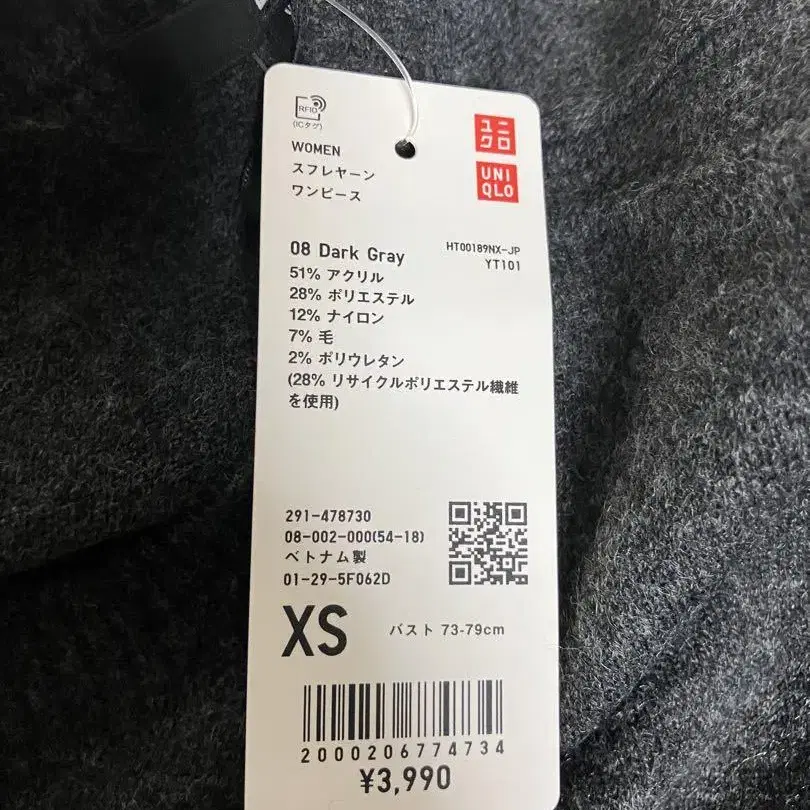 RFID
(ICタグ)
ユニ
クロ
UNI
QLO
WOMEN
スフレヤーン
ワンピース
08 Dark Gray
HT00189NX-JP
YT101
51% アクリル
28% ポリエステル
12% ナイロン
7% 毛
2% ポリウレタン
(28% リサイクルポリエステル繊維
を使用)
291-478730
08-002-000(54-18)
ベトナム製
01-29-5F062D
XS
バスト 73-79cm
2000206774734
¥3,990